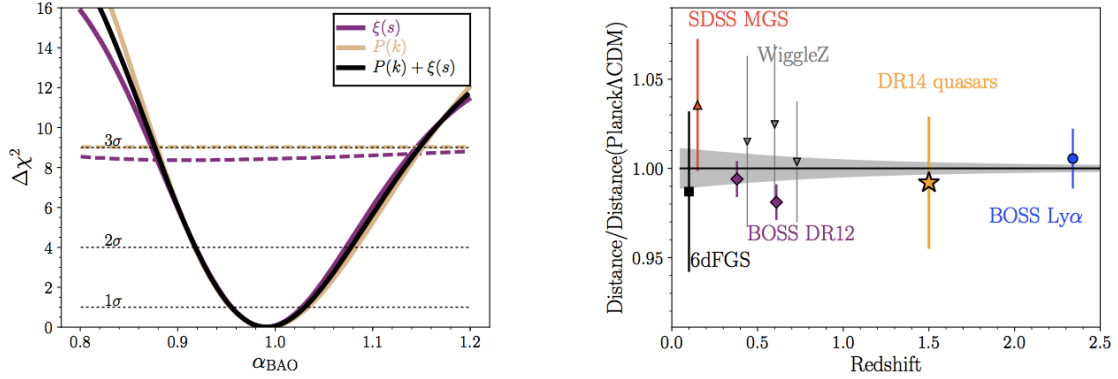 16
14
12
10
8
6
4
2
0
Δχ²
ξ(s)
P(k)
P(k) + ξ(s)
3σ
2σ
1σ
0.8 0.9 1.0 1.1 1.2
α_BAO
Distance/Distance(PlanckΛCDM)
1.05
1.00
0.95
SDSS MGS
WiggleZ
DR14 quasars
BOSS Lyα
BOSS DR12
6dFGS
0.0 0.5 1.0 1.5 2.0 2.5
Redshift